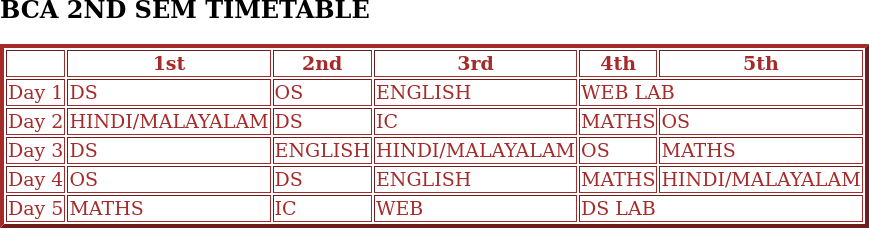 BCA 2ND SEM TIMETABLE
1st 2nd 3rd 4th 5th
Day 1 DS OS ENGLISH WEB LAB
Day 2 HINDI/MALAYALAM DS IC MATHS OS
Day 3 DS ENGLISH HINDI/MALAYALAM OS MATHS
Day 4 OS DS ENGLISH MATHS HINDI/MALAYALAM
Day 5 MATHS IC WEB DS LAB